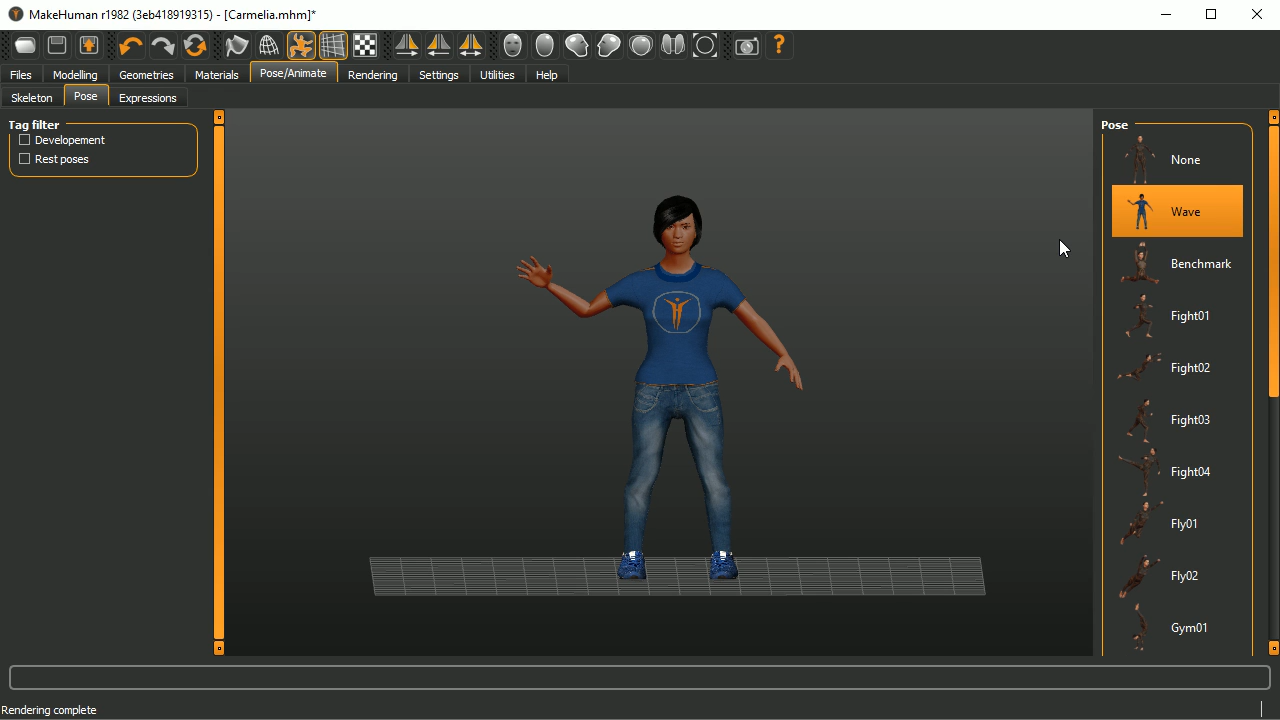 MakeHuman r1982 (3eb418919315) - [Carmelia.mhm]*
Files Modelling Geometries Materials Pose/Animate Rendering Settings Utilities Help
Skeleton Pose Expressions
Tag filter
Developement
Rest poses
Pose
None
Wave
Benchmark
Fight01
Fight02
Fight03
Fight04
Fly01
Fly02
Gym01
Rendering complete